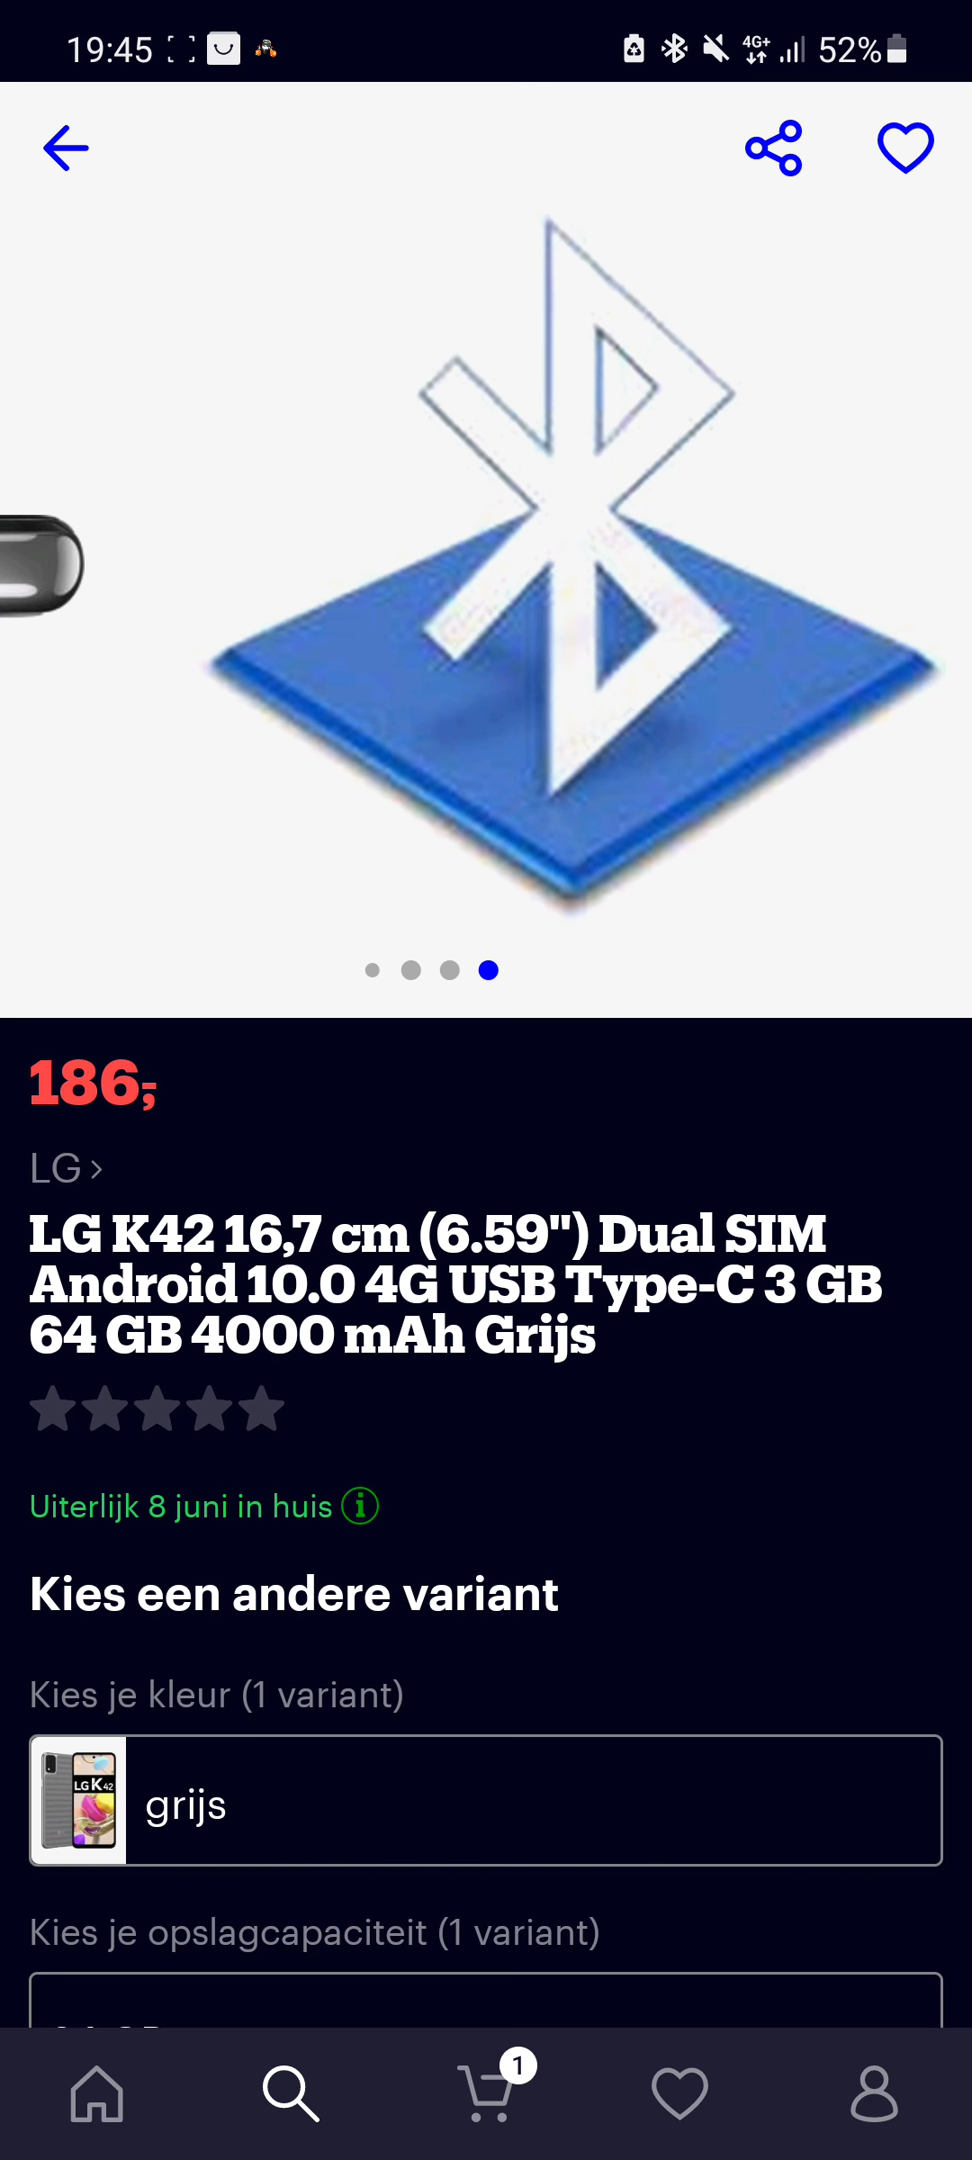 19:45
4G+
52%
186,-
LG
LG K42 16,7 cm (6.59") Dual SIM
Android 10.0 4G USB Type-C 3 GB
64 GB 4000 mAh Grijs
Uiterlijk 8 juni in huis
Kies een andere variant
Kies je kleur (1 variant)
LG K42
grijs
Kies je opslagcapaciteit (1 variant)
1